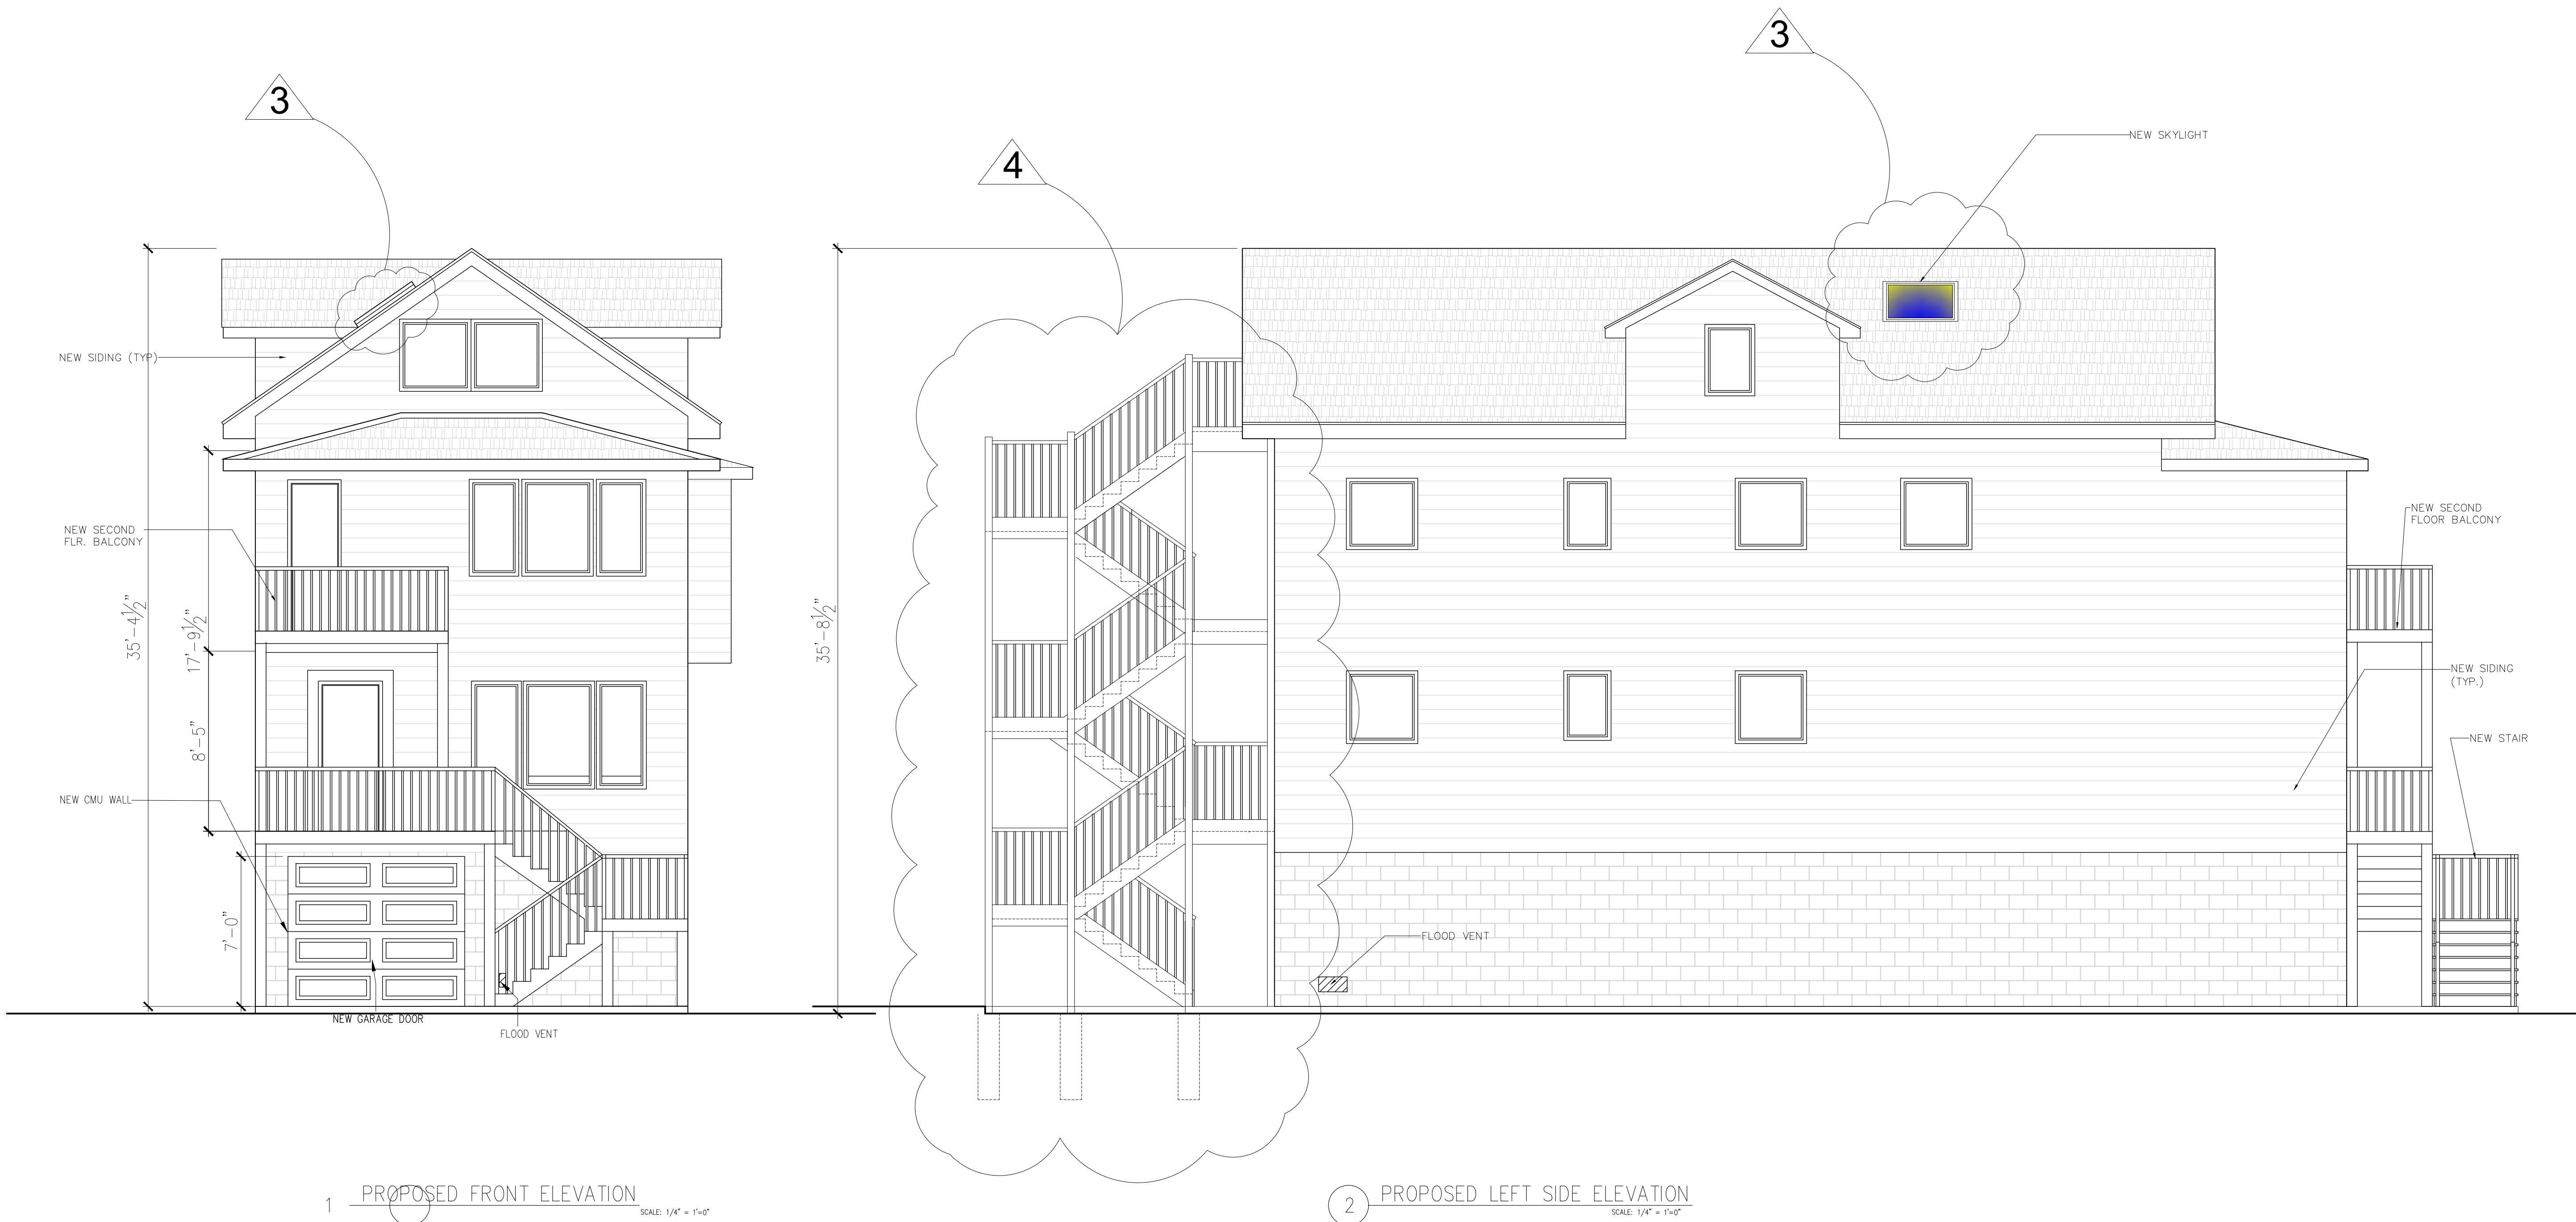 3
3
4
NEW SKYLIGHT
NEW SIDING (TYP)
NEW SECOND
FLR. BALCONY
35'-4½"
17'-9½"
8'-5"
NEW CMU WALL
7'-0"
NEW GARAGE DOOR
FLOOD VENT
35'-8½"
NEW SECOND
FLOOR BALCONY
NEW SIDING
(TYP.)
NEW STAIR
FLOOD VENT
1 PROPOSED FRONT ELEVATION
SCALE: 1/4" = 1'=0"
2 PROPOSED LEFT SIDE ELEVATION
SCALE: 1/4" = 1'=0"